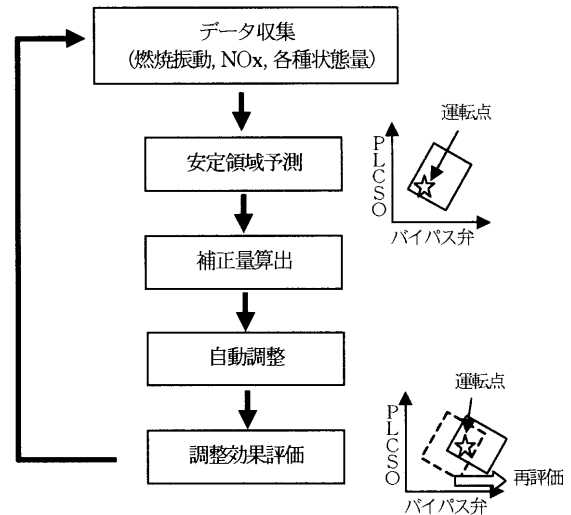 データ収集
(燃焼振動, NOx, 各種状態量)
運転点
安定領域予測
PLCSO
バイパス弁
補正量算出
自動調整
運転点
調整効果評価
PLCSO
再評価
バイパス弁